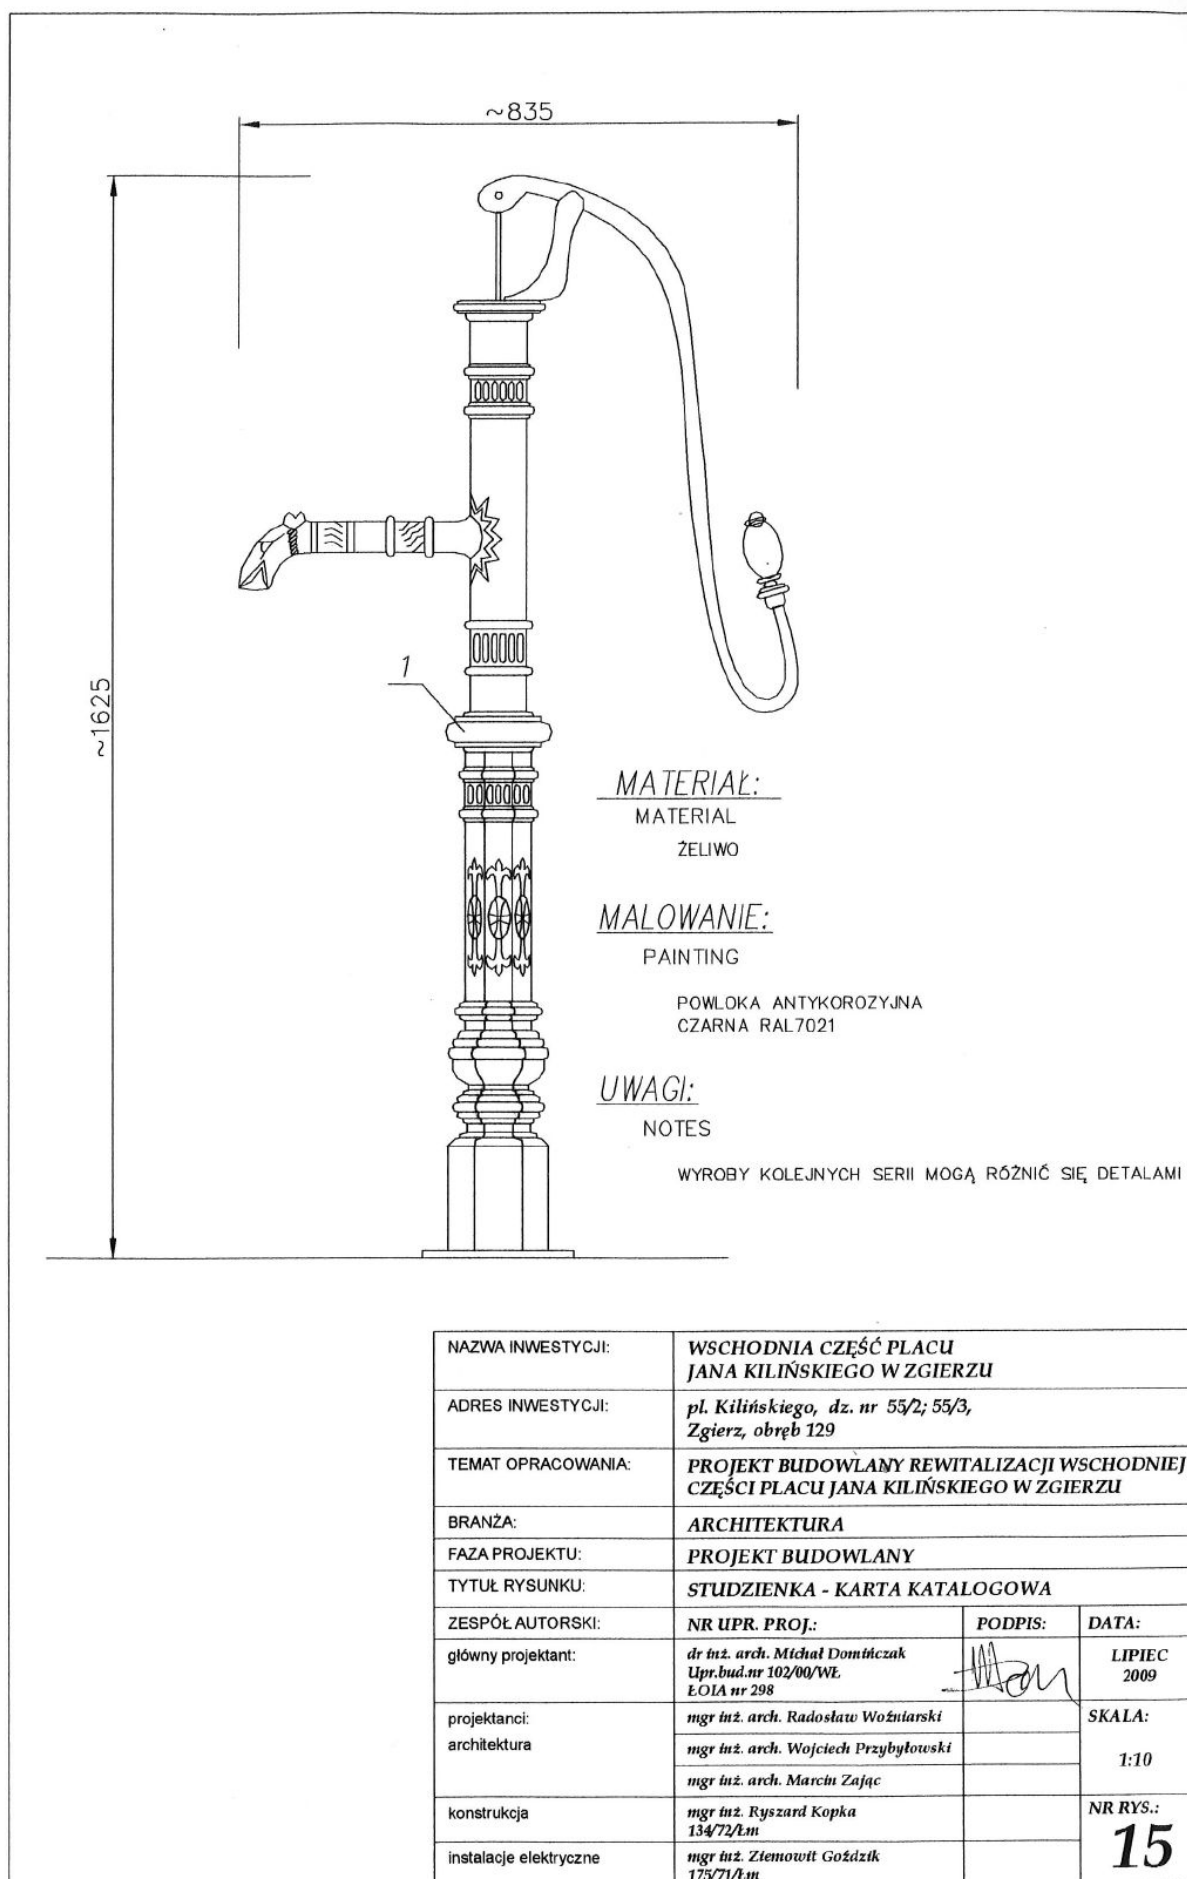 ~835
~1625
1
MATERIAŁ:
MATERIAL
ŻELIWO
MALOWANIE:
PAINTING
POWLOKA ANTYKOROZYJNA
CZARNA RAL7021
UWAGI:
NOTES
WYROBY KOLEJNYCH SERII MOGĄ RÓŻNIĆ SIĘ DETALAMI
NAZWA INWESTYCJI: WSCHODNIA CZĘŚĆ PLACU
JANA KILIŃSKIEGO W ZGIERZU
ADRES INWESTYCJI: pl. Kilińskiego, dz. nr 55/2; 55/3,
Zgierz, obręb 129
TEMAT OPRACOWANIA: PROJEKT BUDOWLANY REWITALIZACJI WSCHODNIEJ
CZĘŚCI PLACU JANA KILIŃSKIEGO W ZGIERZU
BRANŻA: ARCHITEKTURA
FAZA PROJEKTU: PROJEKT BUDOWLANY
TYTUŁ RYSUNKU: STUDZIENKA - KARTA KATALOGOWA
ZESPÓŁ AUTORSKI: NR UPR. PROJ.: PODPIS: DATA:
główny projektant: dr inż. arch. Michał Domińczak
Upr.bud.nr 102/00/WŁ
ŁOIA nr 298
LIPIEC
2009
projektanci: mgr inż. arch. Radosław Woźniarski
architektura mgr inż. arch. Wojciech Przybyłowski
mgr inż. arch. Marcin Zając
SKALA:
1:10
konstrukcja mgr inż. Ryszard Kopka
134/72/Łm
NR RYS.:
15
instalacje elektryczne mgr inż. Ziemowit Goździk
175/71/Łm